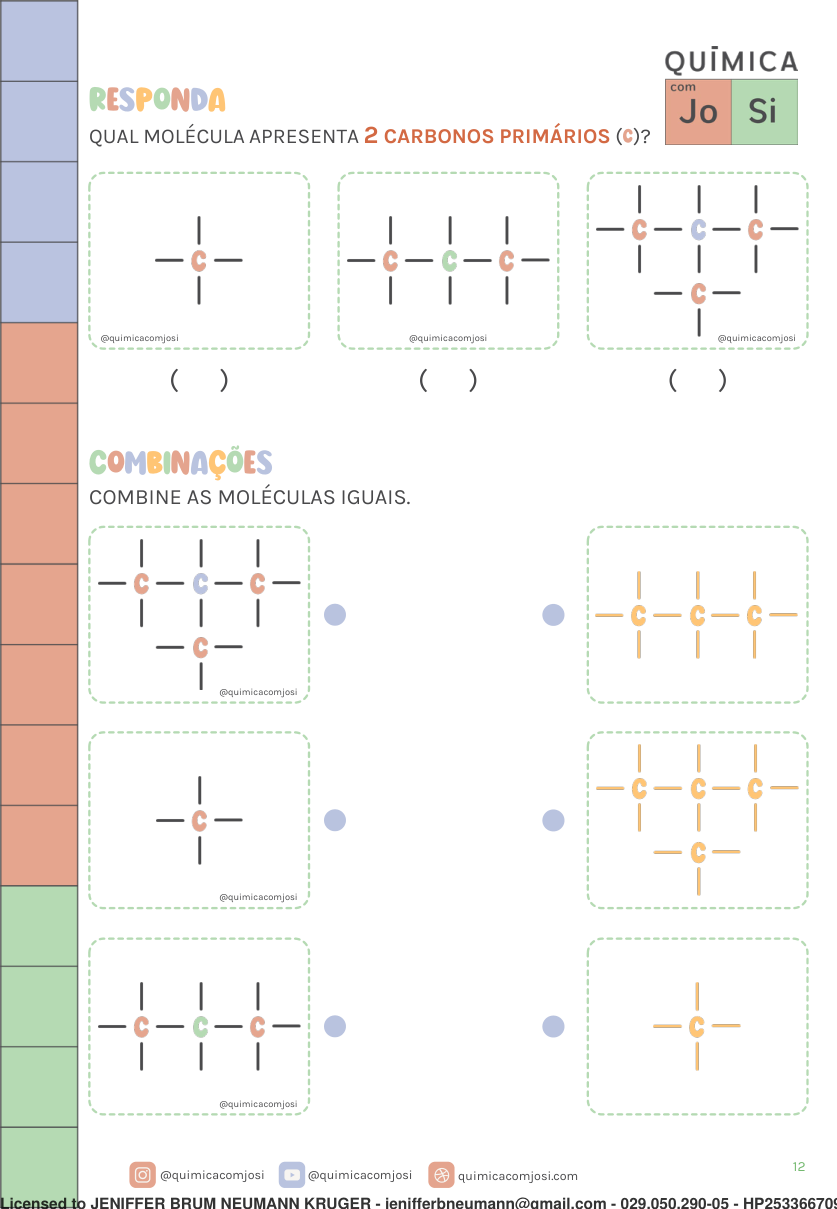 QUÍMICA
com
Jo Si
RESPONDA
QUAL MOLÉCULA APRESENTA 2 CARBONOS PRIMÁRIOS (C)?
C
C C C
C C C
C
@quimicacomjosi
@quimicacomjosi
@quimicacomjosi
( )
( )
( )
COMBINAÇÕES
COMBINE AS MOLÉCULAS IGUAIS.
C C C
C
@quimicacomjosi
C C C
C
@quimicacomjosi
C C C
C
C C C
@quimicacomjosi
C
@quimicacomjosi
@quimicacomjosi
quimicacomjosi.com
12
Licensed to JENIFFER BRUM NEUMANN KRUGER - jenifferbneumann@gmail.com - 029.050.290-05 - HP253366709